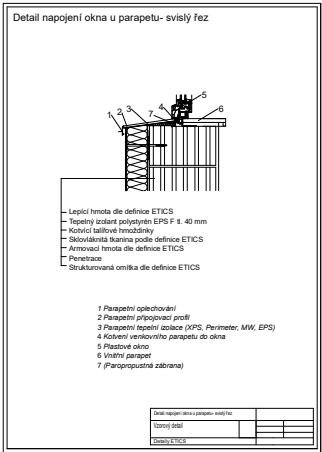 Detail napojení okna u parapetu- svislý řez
5
4
3
2
1
7
6
Lepící hmota dle definice ETICS
Tepelný izolant polystyrén EPS F tl. 40 mm
Kotvící talířové hmoždinky
Sklovláknitá tkanina podle definice ETICS
Armovací hmota dle definice ETICS
Penetrace
Strukturovaná omítka dle definice ETICS
1 Parapetní oplechování
2 Parapetní připojovací profil
3 Parapetní tepelní izolace (XPS, Perimeter, MW, EPS)
4 Kotvení venkovního parapetu do okna
5 Plastové okno
6 Vnitřní parapet
7 (Paropropustná zábrana)
Detail napojení okna u parapetu- svislý řez
Vzorový detail
Detaily ETICS